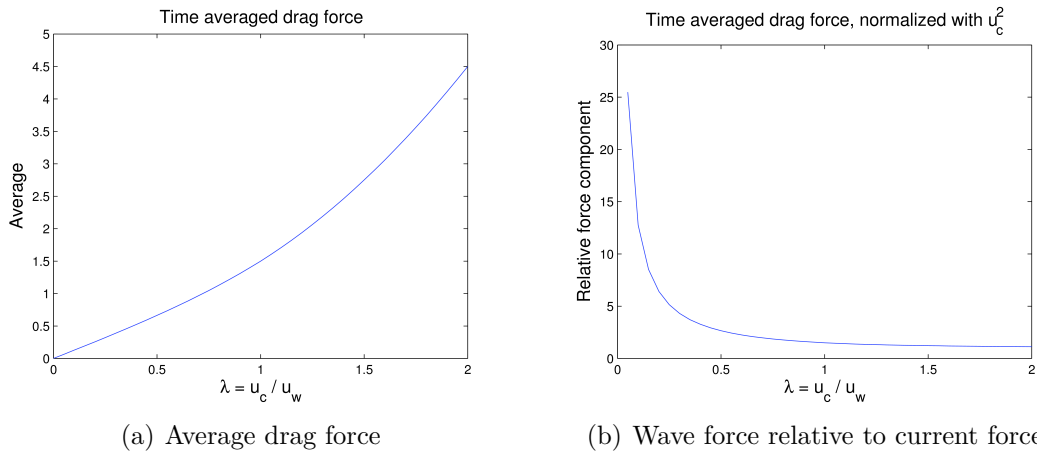 Time averaged drag force
5
4.5
4
3.5
3
2.5
2
1.5
1
0.5
0
Average
0 0.5 1 1.5 2
λ = u_c / u_w
(a) Average drag force
Time averaged drag force, normalized with u_c^2
30
25
20
15
10
5
0
Relative force component
0 0.5 1 1.5 2
λ = u_c / u_w
(b) Wave force relative to current force